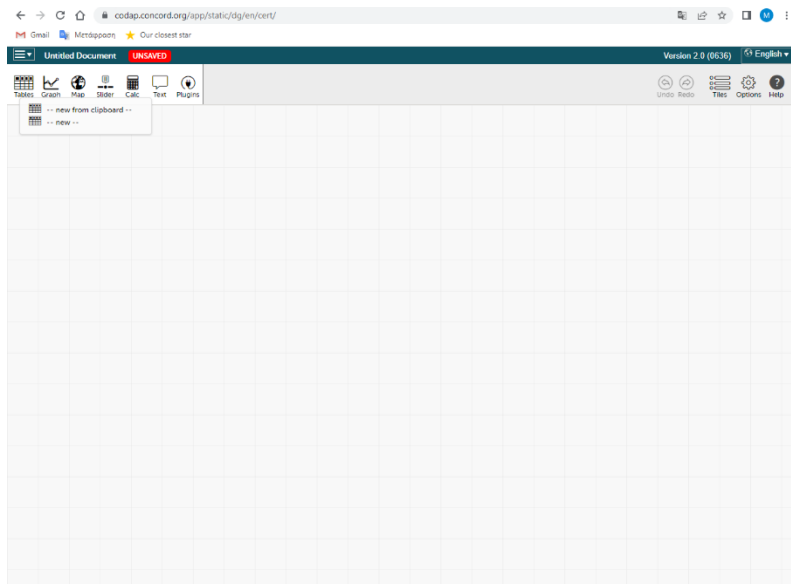 codap.concord.org/app/static/dg/en/cert/
M
Gmail Μετάφραση Our closest star
Untitled Document UNSAVED Version 2.0 (0636) English
Tables Graph Map Slider Calc Text Plugins Undo Redo Tiles Options Help
-- new from clipboard --
-- new --